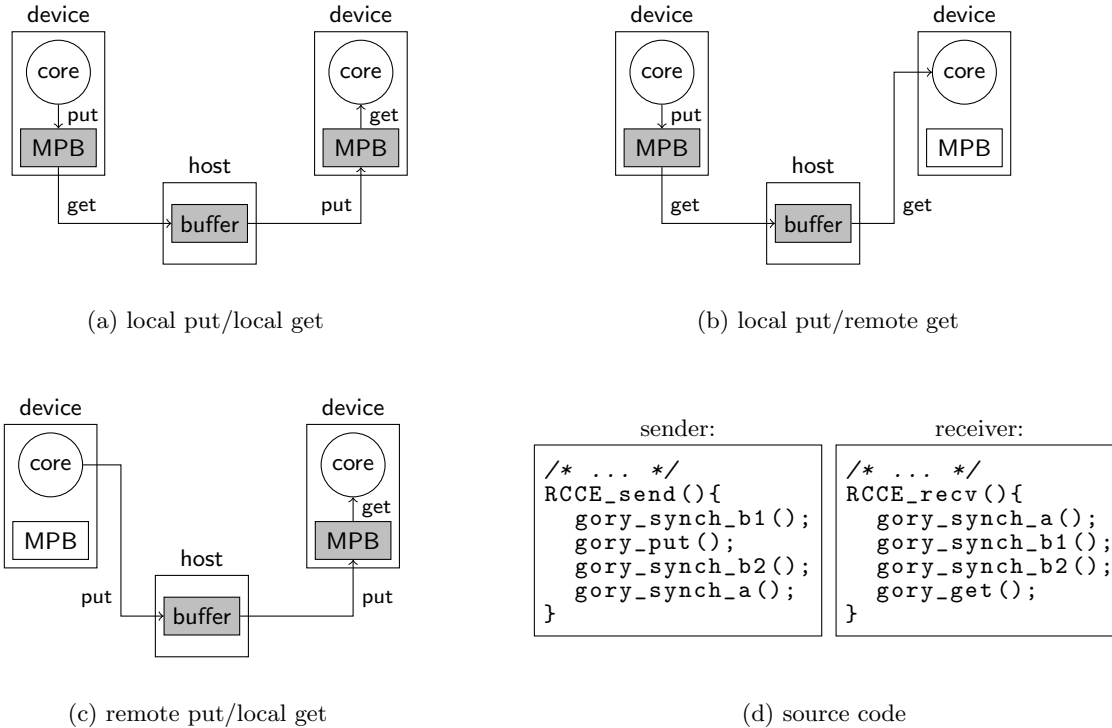 device
core
put
MPB
get
host
buffer
put
device
core
get
MPB
(a) local put/local get
device
core
put
MPB
get
host
buffer
get
device
core
MPB
(b) local put/remote get
device
core
MPB
put
host
buffer
put
device
core
get
MPB
(c) remote put/local get
sender:
/* ... */
RCCE_send(){
gory_synch_b1();
gory_put();
gory_synch_b2();
gory_synch_a();
}
receiver:
/* ... */
RCCE_recv(){
gory_synch_a();
gory_synch_b1();
gory_synch_b2();
gory_get();
}
(d) source code